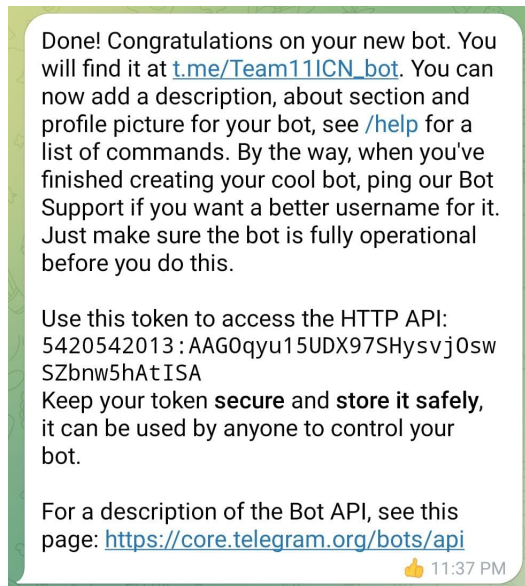 Done! Congratulations on your new bot. You
will find it at t.me/Team11ICN_bot. You can
now add a description, about section and
profile picture for your bot, see /help for a
list of commands. By the way, when you've
finished creating your cool bot, ping our Bot
Support if you want a better username for it.
Just make sure the bot is fully operational
before you do this.

Use this token to access the HTTP API:
5420542013:AAGOqyu15UDX97SHysvjOsw
SZbnw5hAtISA
Keep your token secure and store it safely,
it can be used by anyone to control your
bot.

For a description of the Bot API, see this
page: https://core.telegram.org/bots/api
👍 11:37 PM